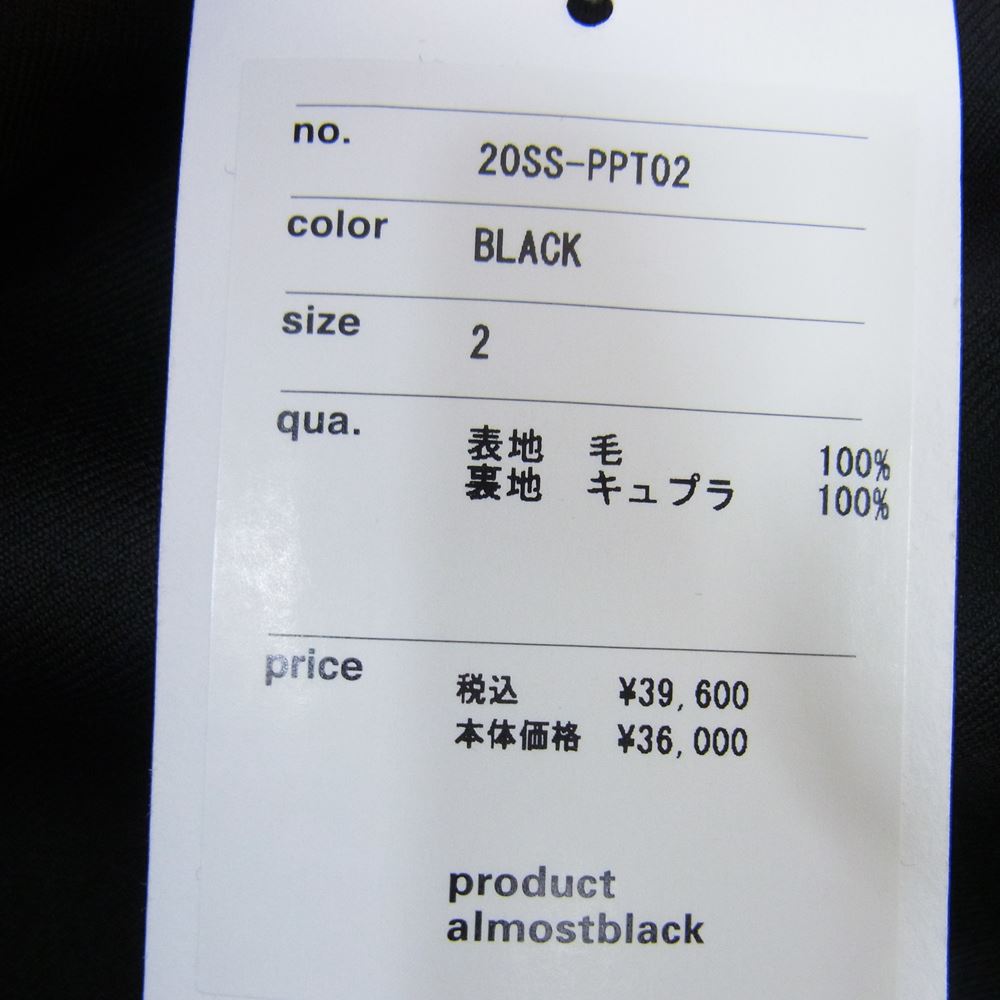 no. 20SS-PPT02
color BLACK
size 2
qua. 表地 毛 100%
裏地 キュプラ 100%
price 税込 ¥39,600
本体価格 ¥36,000
product
almostblack